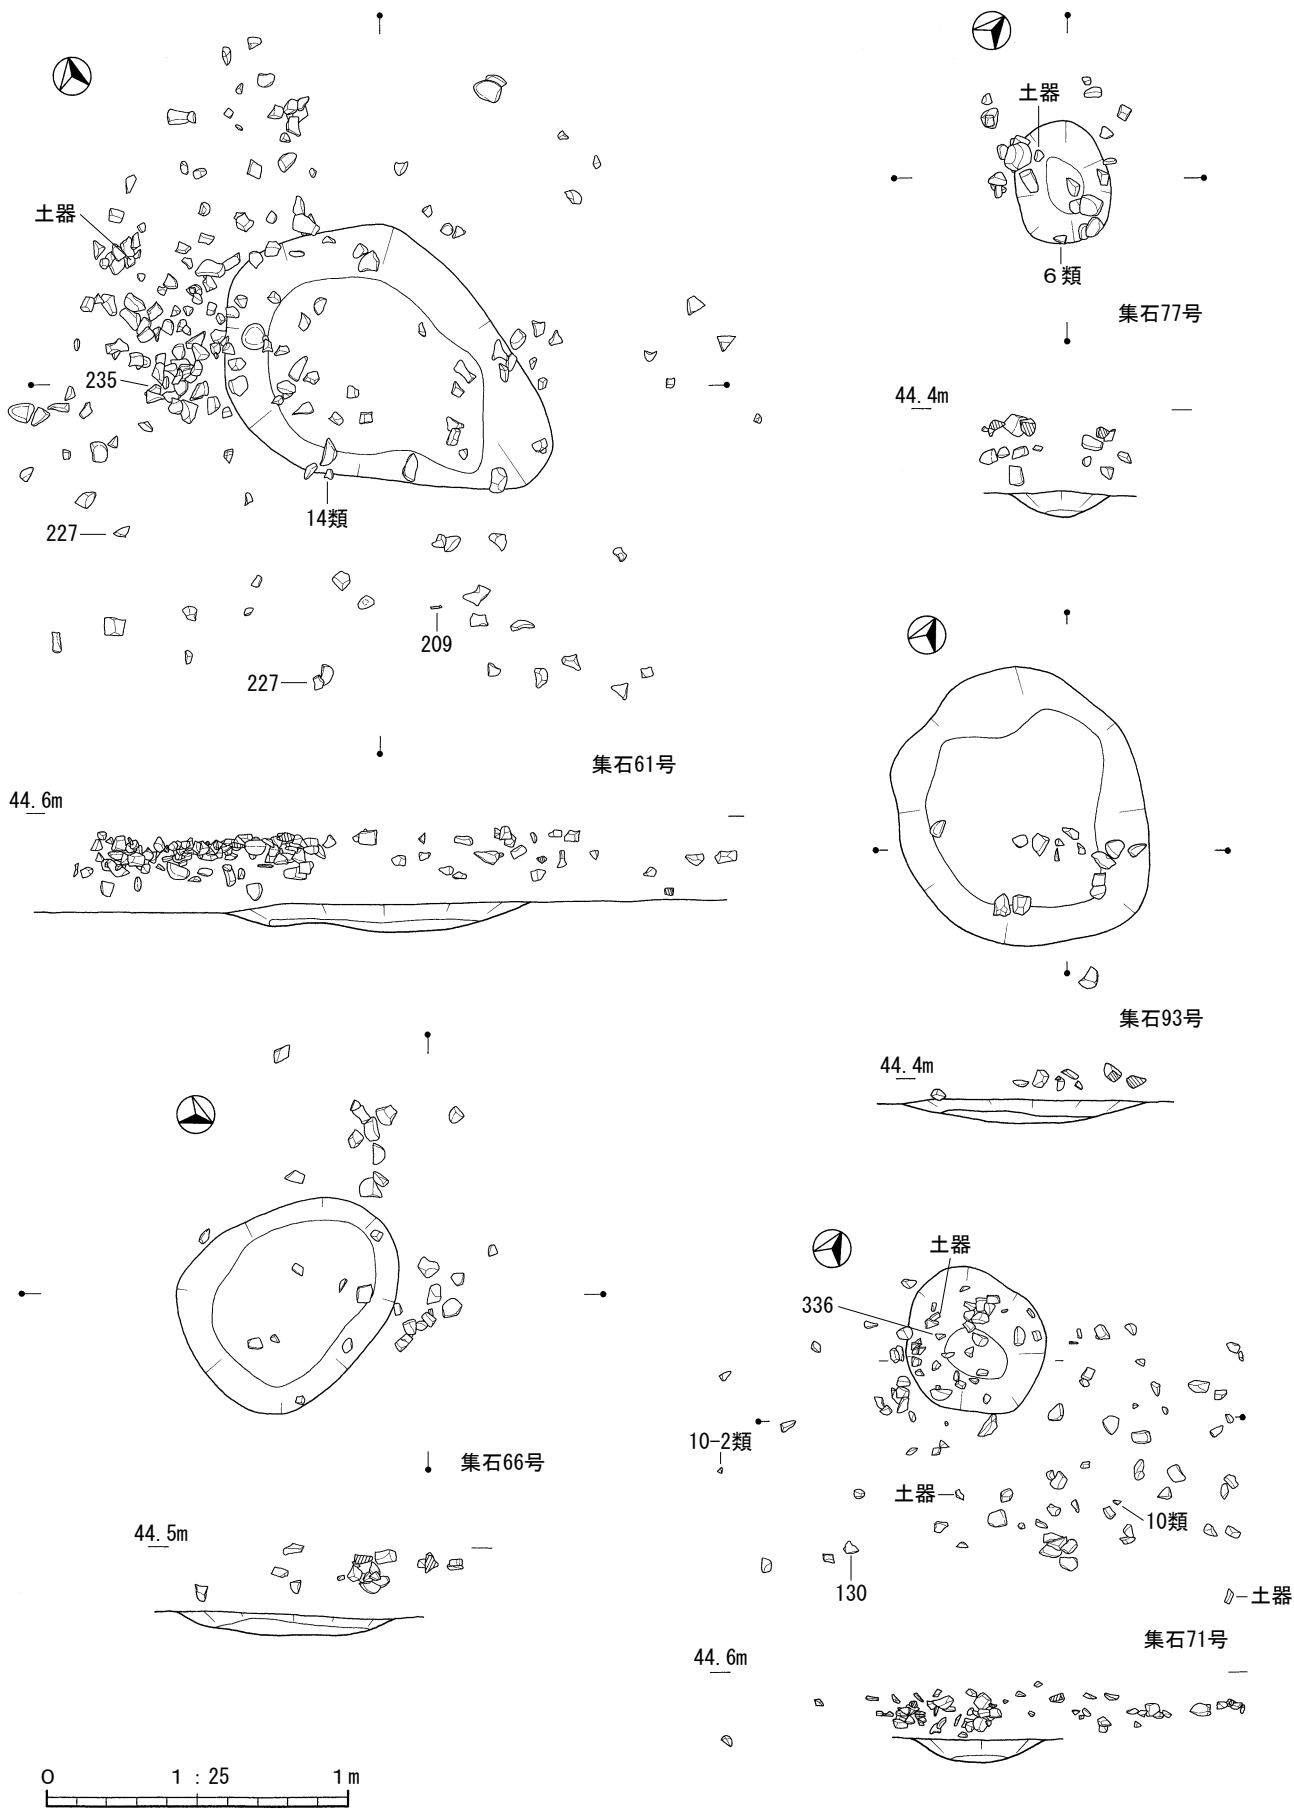 土器
235
14類
227
209
227
集石61号
44.6m
土器
6類
集石77号
44.4m
集石93号
44.4m
集石66号
44.5m
土器
336
10-2類
土器
10類
130
土器
集石71号
44.6m
0 1:25 1m